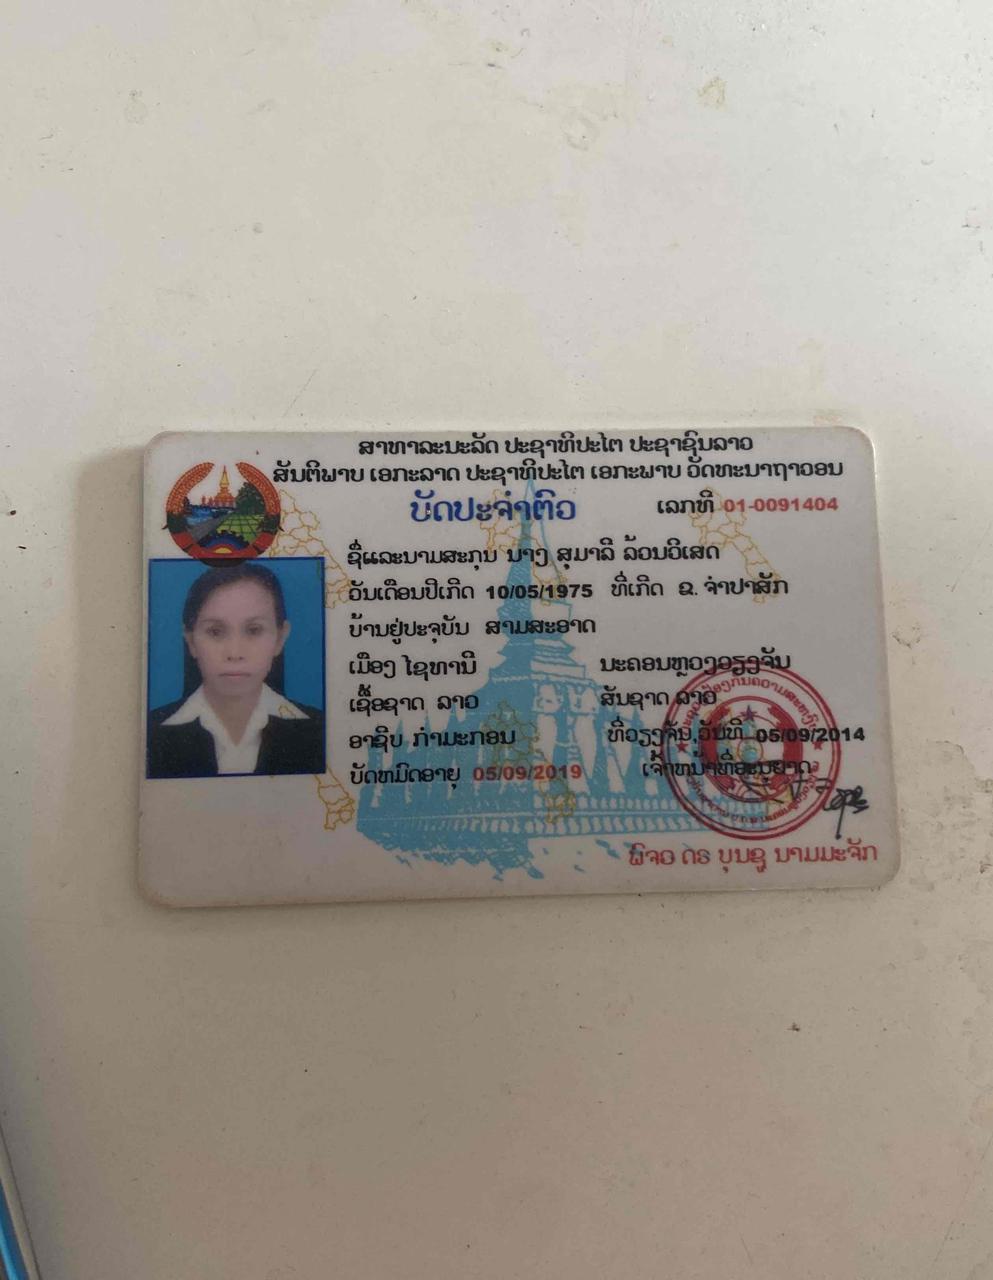 ສາທາລະນະລັດ ປະຊາທິປະໄຕ ປະຊາຊົນລາວ
ສັນຕິພາບ ເອກະລາດ ປະຊາທິປະໄຕ ເອກະພາບ ວັດທະນາຖາວອນ
ບັດປະຈຳຕົວ ເລກທີ 01-0091404
ຊື່ແລະນາມສະກຸນ ນາງ ສຸມາລີ ລ້ອນວິເສດ
ວັນເດືອນປີເກີດ 10/05/1975 ທີ່ເກີດ ຂ. ຈຳປາສັກ
ບ້ານຢູ່ປະຈຸບັນ ສາມສະອາດ
ເມືອງ ໄຊທານີ ນະຄອນຫຼວງວຽງຈັນ
ເຊື້ອຊາດ ລາວ ສັນຊາດ ລາວ
ອາຊີບ ກຳມະກອນ ທີ່ວຽງຈັນ,ວັນທີ 05/09/2014
ບັດຫມົດອາຍຸ 05/09/2019 ເຈົ້າຫນ້າທີ່ອະນຸຍາດ
ພົຈວ ດຣ ບຸນຊູ ນາມມະຈັກ